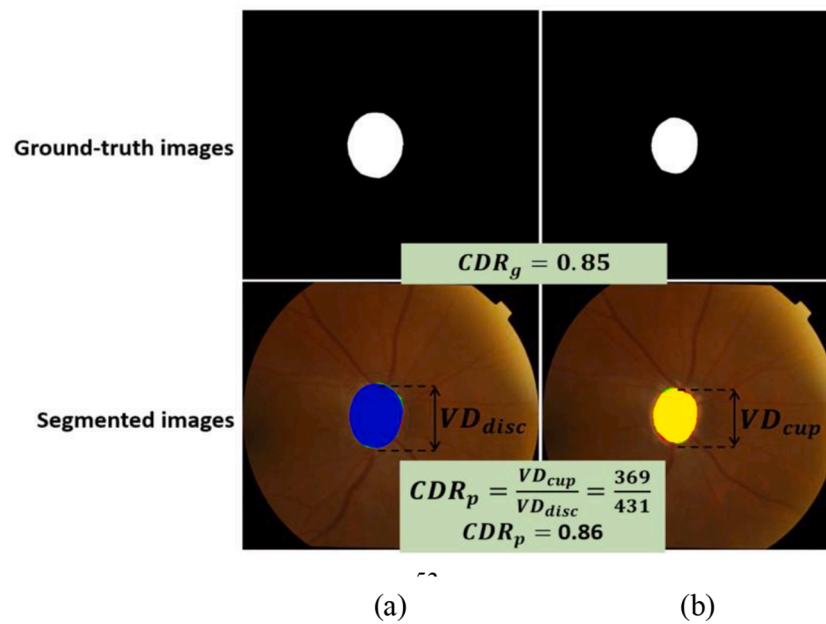 Ground-truth images
CDR_g = 0.85
Segmented images
VD_disc
VD_cup
CDR_p = VD_cup / VD_disc = 369 / 431
CDR_p = 0.86
(a) (b)